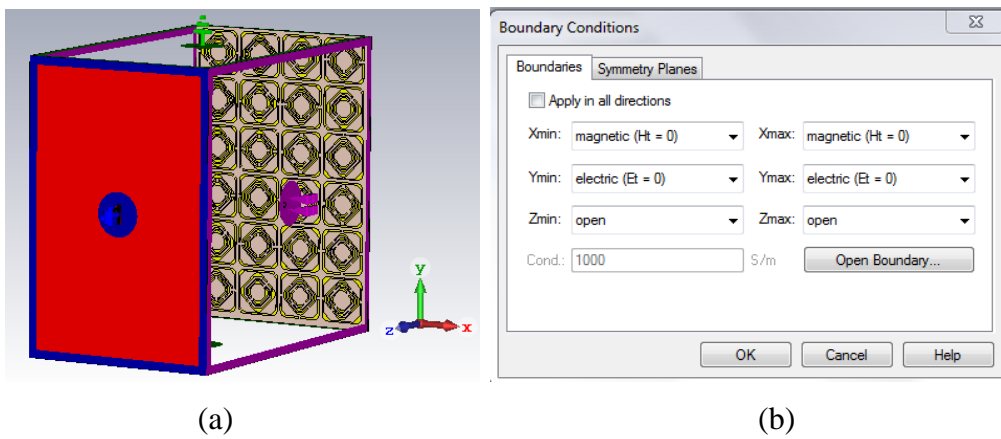 1
y
z
x
(a)
Boundary Conditions
Boundaries Symmetry Planes
Apply in all directions
Xmin: magnetic (Ht = 0) Xmax: magnetic (Ht = 0)
Ymin: electric (Et = 0) Ymax: electric (Et = 0)
Zmin: open Zmax: open
Cond.: 1000 S/m Open Boundary...
OK Cancel Help
(b)